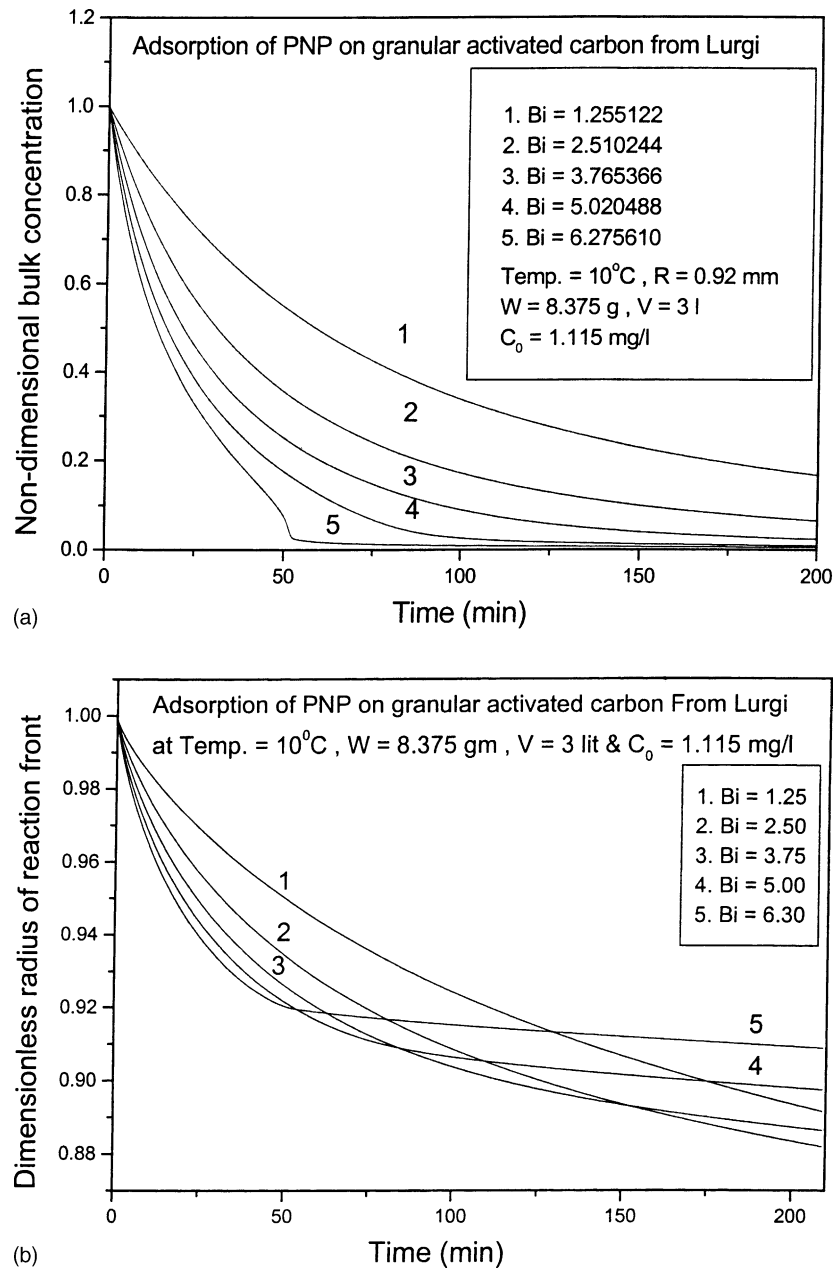 Adsorption of PNP on granular activated carbon from Lurgi
1. Bi = 1.255122
2. Bi = 2.510244
3. Bi = 3.765366
4. Bi = 5.020488
5. Bi = 6.275610
Temp. = 10°C , R = 0.92 mm
W = 8.375 g , V = 3 l
C₀ = 1.115 mg/l
Non-dimensional bulk concentration
1.2
1.0
0.8
0.6
0.4
0.2
0.0
1
2
3
4
5
0 50 100 150 200
Time (min)
(a)
Adsorption of PNP on granular activated carbon From Lurgi
at Temp. = 10⁰C , W = 8.375 gm , V = 3 lit & C₀ = 1.115 mg/l
1. Bi = 1.25
2. Bi = 2.50
3. Bi = 3.75
4. Bi = 5.00
5. Bi = 6.30
Dimensionless radius of reaction front
1.00
0.98
0.96
0.94
0.92
0.90
0.88
1
2
3
5
4
0 50 100 150 200
Time (min)
(b)